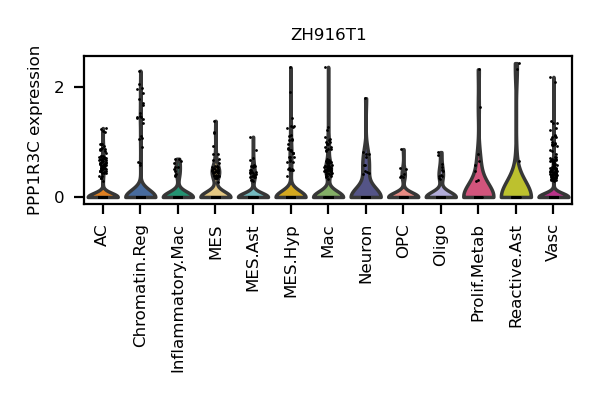 ZH916T1
PPP1R3C expression
2
0
AC
Chromatin.Reg
Inflammatory.Mac
MES
MES.Ast
MES.Hyp
Mac
Neuron
OPC
Oligo
Prolif.Metab
Reactive.Ast
Vasc